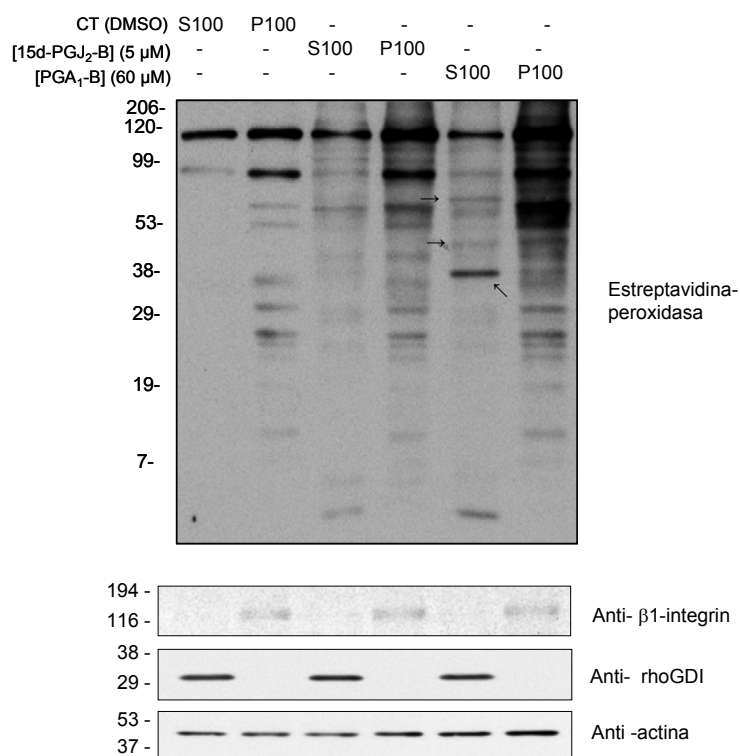 CT (DMSO) S100 P100 - - - -
[15d-PGJ₂-B] (5 µM) - - S100 P100 - -
[PGA₁-B] (60 µM) - - - - S100 P100
206-
120-
99-
53-
38-
29-
19-
7-
→
→
↖
Estreptavidina-
peroxidasa
194 -
116 -
Anti- β1-integrin
38 -
29 -
Anti- rhoGDI
53 -
37 -
Anti -actina